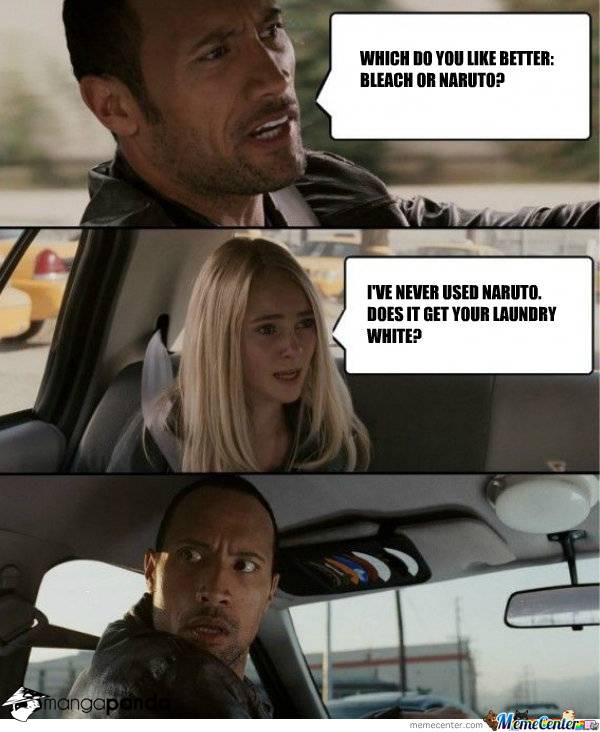 WHICH DO YOU LIKE BETTER:
BLEACH OR NARUTO?
I'VE NEVER USED NARUTO.
DOES IT GET YOUR LAUNDRY
WHITE?
mangapanda
memecenter.com MemeCenter